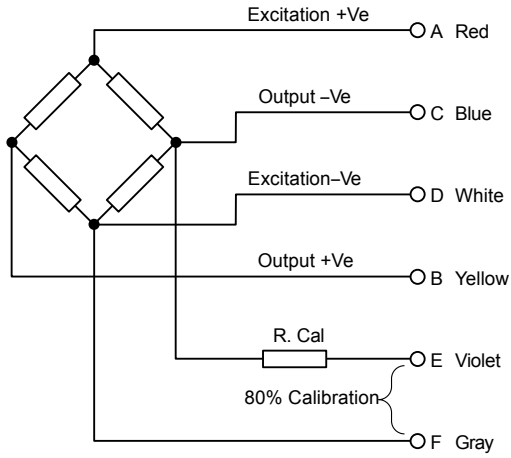 Excitation +Ve
A Red
Output –Ve
C Blue
Excitation–Ve
D White
Output +Ve
B Yellow
R. Cal
E Violet
80% Calibration
F Gray